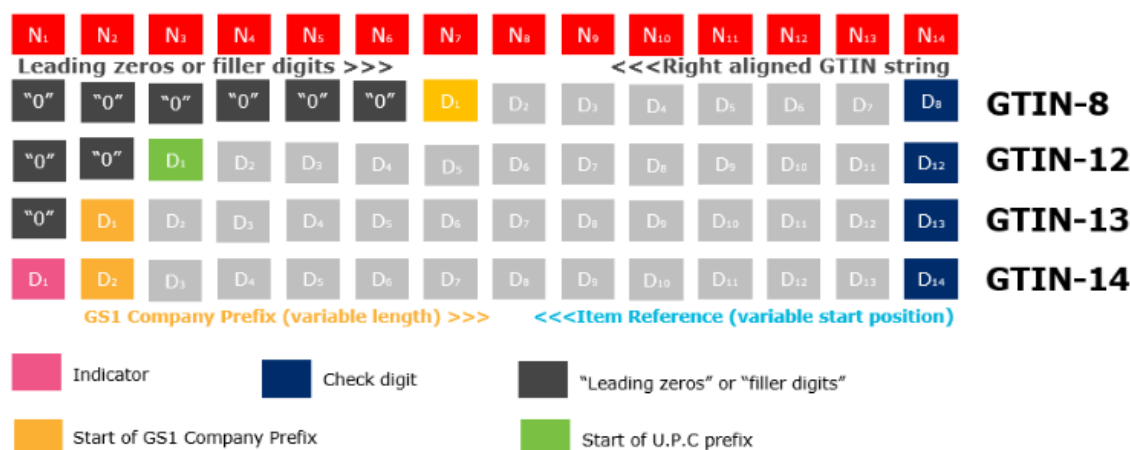 N₁ N₂ N₃ N₄ N₅ N₆ N₇ N₈ N₉ N₁₀ N₁₁ N₁₂ N₁₃ N₁₄
Leading zeros or filler digits >>> <<<Right aligned GTIN string
“0” “0” “0” “0” “0” “0” D₁ D₂ D₃ D₄ D₅ D₆ D₇ D₈ GTIN-8
“0” “0” D₁ D₂ D₃ D₄ D₅ D₆ D₇ D₈ D₉ D₁₀ D₁₁ D₁₂ GTIN-12
“0” D₁ D₂ D₃ D₄ D₅ D₆ D₇ D₈ D₉ D₁₀ D₁₁ D₁₂ D₁₃ GTIN-13
D₁ D₂ D₃ D₄ D₅ D₆ D₇ D₈ D₉ D₁₀ D₁₁ D₁₂ D₁₃ D₁₄ GTIN-14
GS1 Company Prefix (variable length) >>> <<<Item Reference (variable start position)
Indicator Check digit “Leading zeros” or “filler digits”
Start of GS1 Company Prefix Start of U.P.C prefix